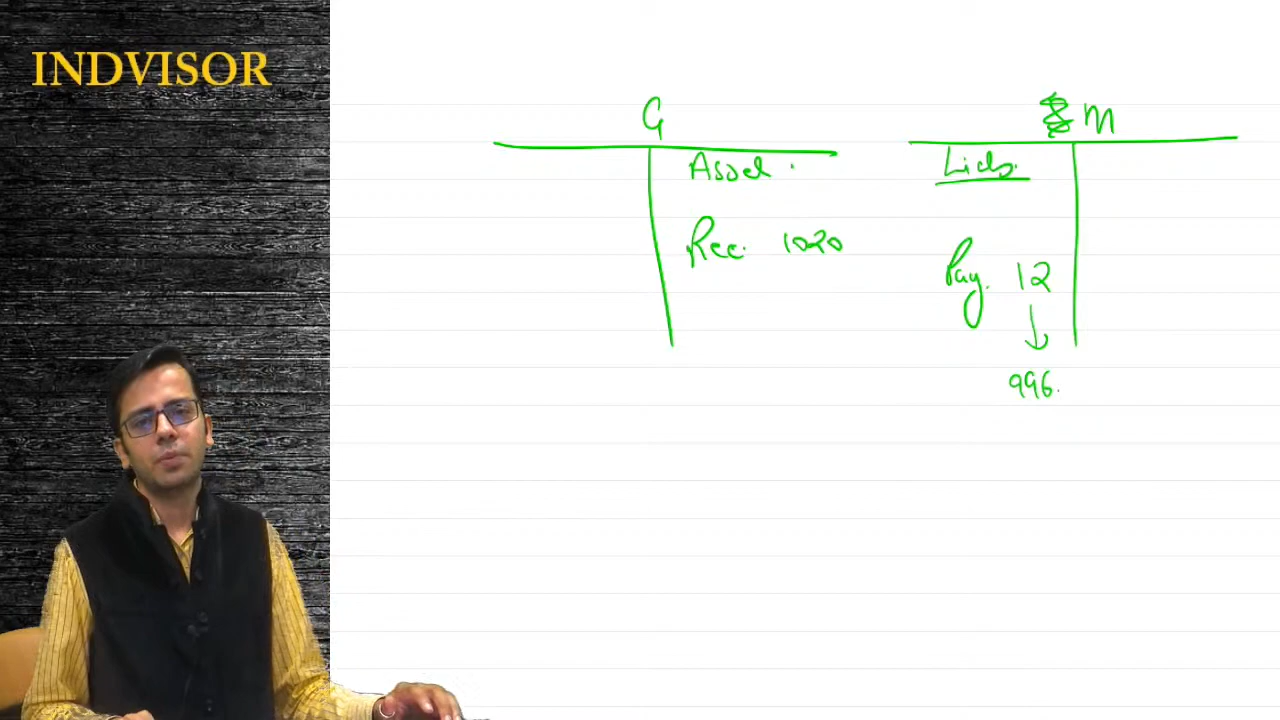 INDVISOR
G
M
Asset.
Liab.
Rec. 1020
Pay. 12
996.